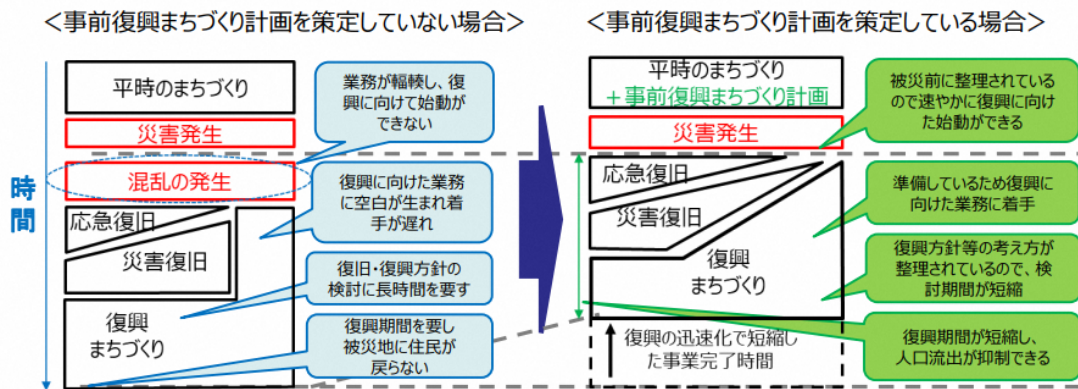 <事前復興まちづくり計画を策定していない場合>
時間
平時のまちづくり
災害発生
混乱の発生
応急復旧
災害復旧
復興
まちづくり
業務が輻輳し、復
興に向けて始動が
できない
復興に向けた業務
に空白が生まれ着
手が遅れ
復旧・復興方針の
検討に長時間を要す
復興期間を要し
被災地に住民が
戻らない
<事前復興まちづくり計画を策定している場合>
平時のまちづくり
+事前復興まちづくり計画
災害発生
応急復旧
災害復旧
復興
まちづくり
復興の迅速化で短縮し
た事業完了時間
被災前に整理されている
ので速やかに復興に向け
た始動ができる
準備しているため復興に
向けた業務に着手
復興方針等の考え方が
整理されているので、検
討期間が短縮
復興期間が短縮し、
人口流出が抑制できる